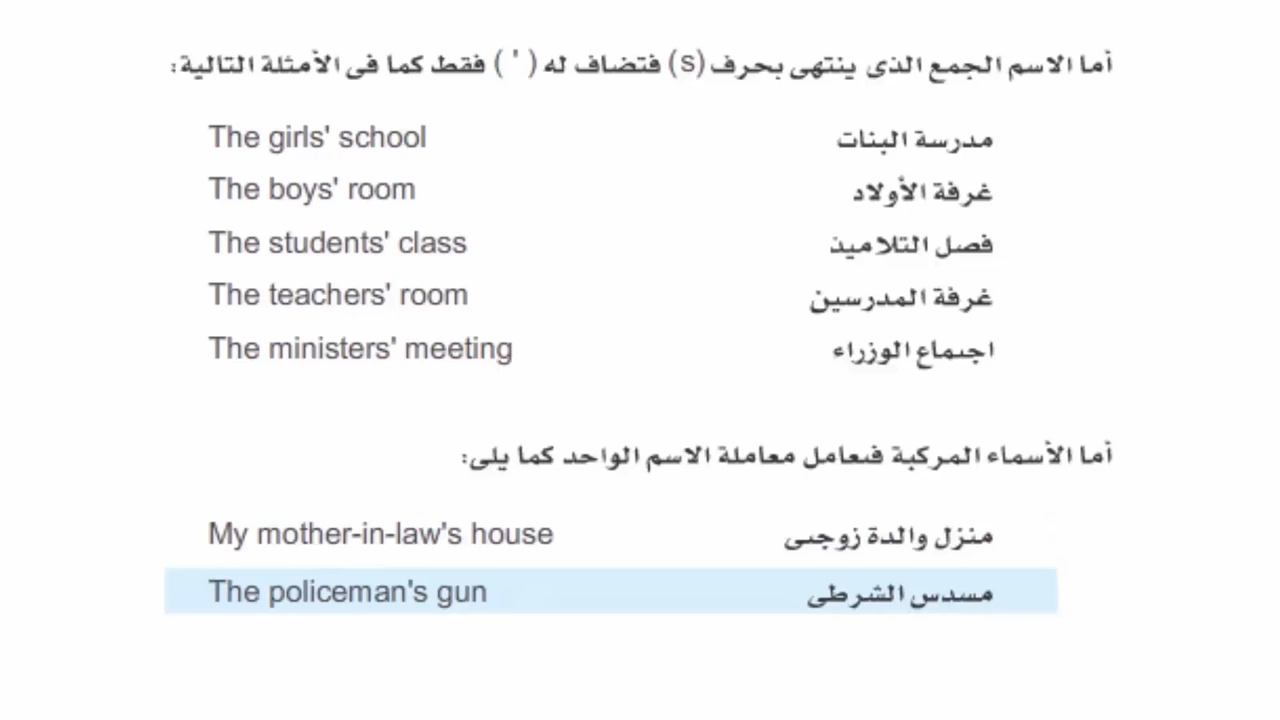 أما الاسم الجمع الذى ينتهى بحرف (s) فتضاف له ( ' ) فقط كما فى الأمثلة التالية:
The girls' school مدرسة البنات
The boys' room غرفة الأولاد
The students' class فصل التلاميذ
The teachers' room غرفة المدرسين
The ministers' meeting اجتماع الوزراء
أما الأسماء المركبة فتعامل معاملة الاسم الواحد كما يلى:
My mother-in-law's house منزل والدة زوجتى
The policeman's gun مسدس الشرطى